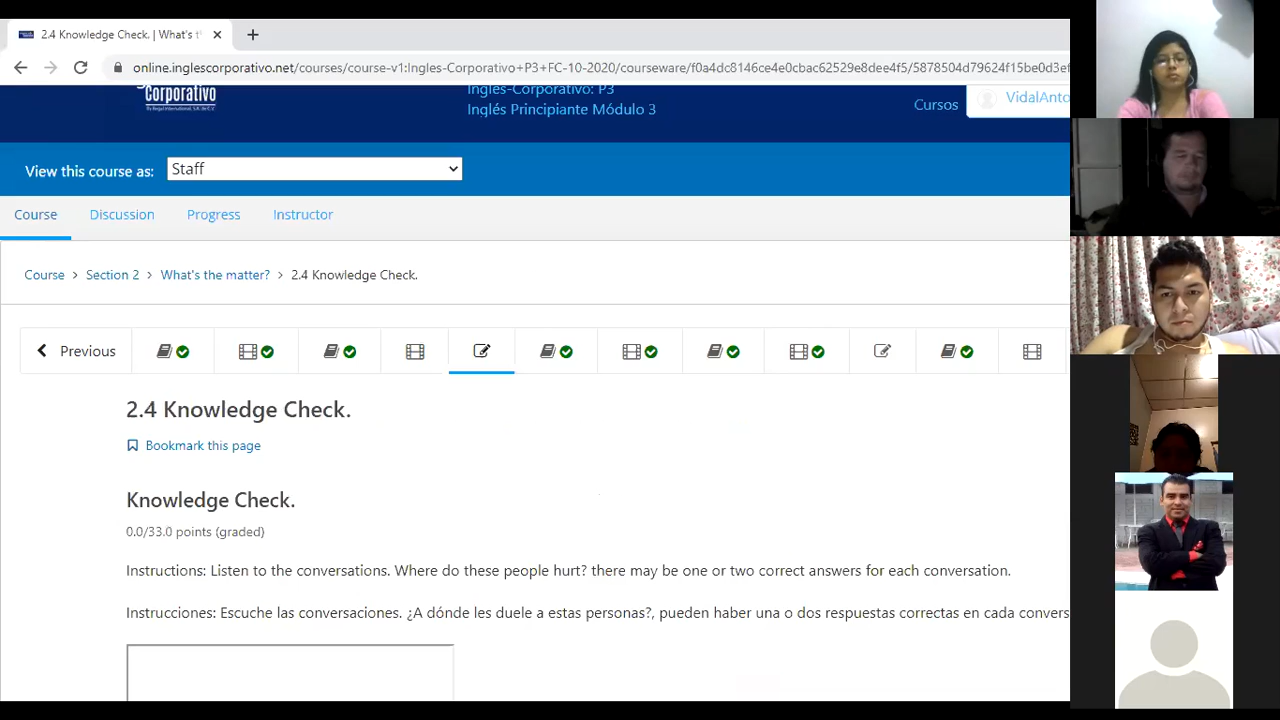 2.4 Knowledge Check. | What's t
online.inglescorporativo.net/courses/course-v1:Ingles-Corporativo+P3+FC-10-2020/courseware/f0a4dc8146ce4e0cbac62529e8dee4f5/5878504d79624f15be0d3ef
Corporativo
Ingles-Corporativo: P3
Inglés Principiante Módulo 3
Cursos
VidalAnto
View this course as:
Staff
Course
Discussion
Progress
Instructor
Course > Section 2 > What's the matter? > 2.4 Knowledge Check.
Previous
2.4 Knowledge Check.
Bookmark this page
Knowledge Check.
0.0/33.0 points (graded)
Instructions: Listen to the conversations. Where do these people hurt? there may be one or two correct answers for each conversation.
Instrucciones: Escuche las conversaciones. ¿A dónde les duele a estas personas?, pueden haber una o dos respuestas correctas en cada convers